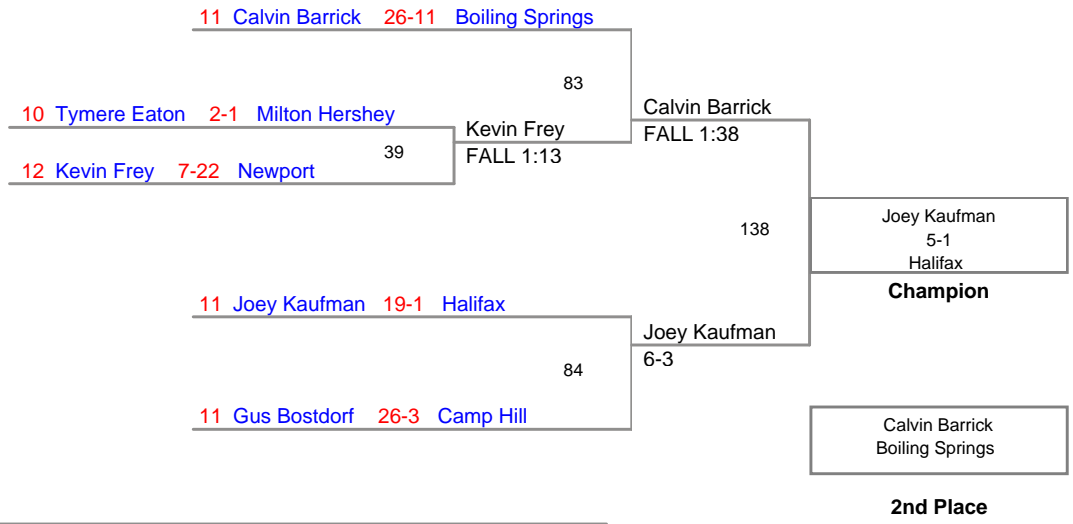 11 Calvin Barrick 26-11 Boiling Springs
83
10 Tymere Eaton 2-1 Milton Hershey
Calvin Barrick
Kevin Frey
FALL 1:38
39
FALL 1:13
12 Kevin Frey 7-22 Newport
138
Joey Kaufman
5-1
Halifax
Champion
11 Joey Kaufman 19-1 Halifax
Joey Kaufman
6-3
84
11 Gus Bostdorf 26-3 Camp Hill
Calvin Barrick
Boiling Springs
2nd Place